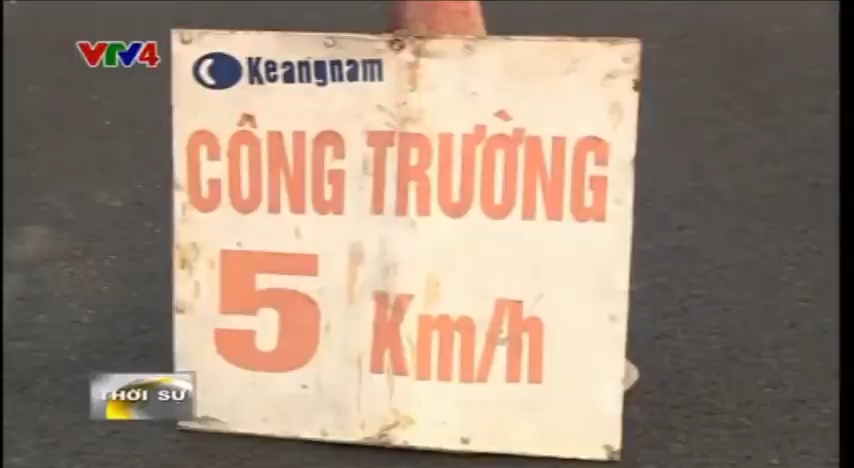 VTV4
Keangnam
CÔNG TRƯỜNG
5 Km/h
THỜI SỰ